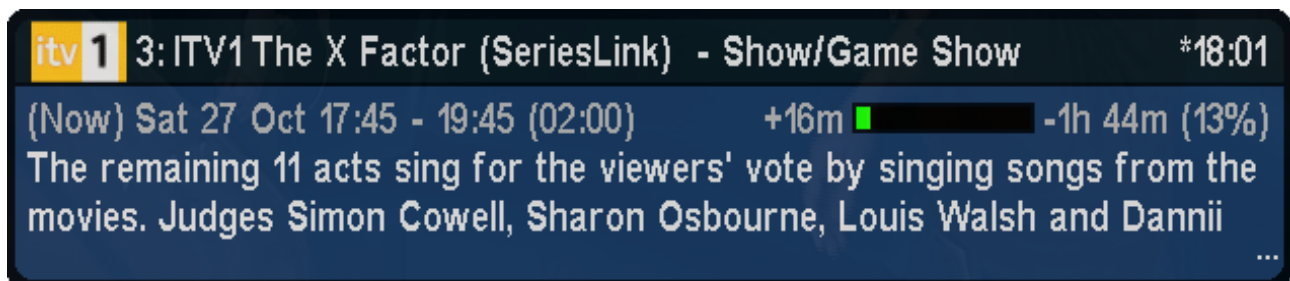 itv 1 3: ITV1 The X Factor (SeriesLink) - Show/Game Show *18:01
(Now) Sat 27 Oct 17:45 - 19:45 (02:00) +16m -1h 44m (13%)
The remaining 11 acts sing for the viewers' vote by singing songs from the
movies. Judges Simon Cowell, Sharon Osbourne, Louis Walsh and Dannii
...